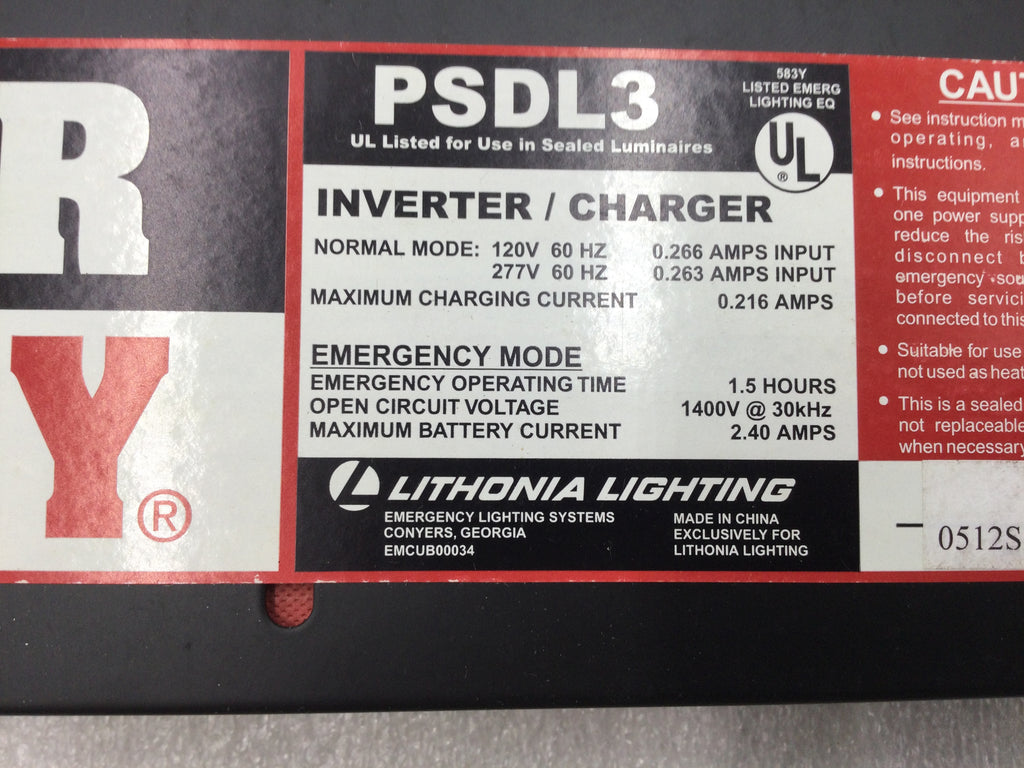 R
Y®
PSDL3
UL Listed for Use in Sealed Luminaires
583Y
LISTED EMERG
LIGHTING EQ
UL
®
INVERTER / CHARGER
NORMAL MODE: 120V 60 HZ 0.266 AMPS INPUT
277V 60 HZ 0.263 AMPS INPUT
MAXIMUM CHARGING CURRENT 0.216 AMPS
EMERGENCY MODE
EMERGENCY OPERATING TIME 1.5 HOURS
OPEN CIRCUIT VOLTAGE 1400V @ 30kHz
MAXIMUM BATTERY CURRENT 2.40 AMPS
LITHONIA LIGHTING
EMERGENCY LIGHTING SYSTEMS
CONYERS, GEORGIA
EMCUB00034
MADE IN CHINA
EXCLUSIVELY FOR
LITHONIA LIGHTING
CAUT
• See instruction m
operating, a
instructions.
• This equipment
one power supp
reduce the ris
disconnect b
emergency sou
before servici
connected to this
• Suitable for use
not used as heat
• This is a sealed
not replaceable
when necessary
0512S